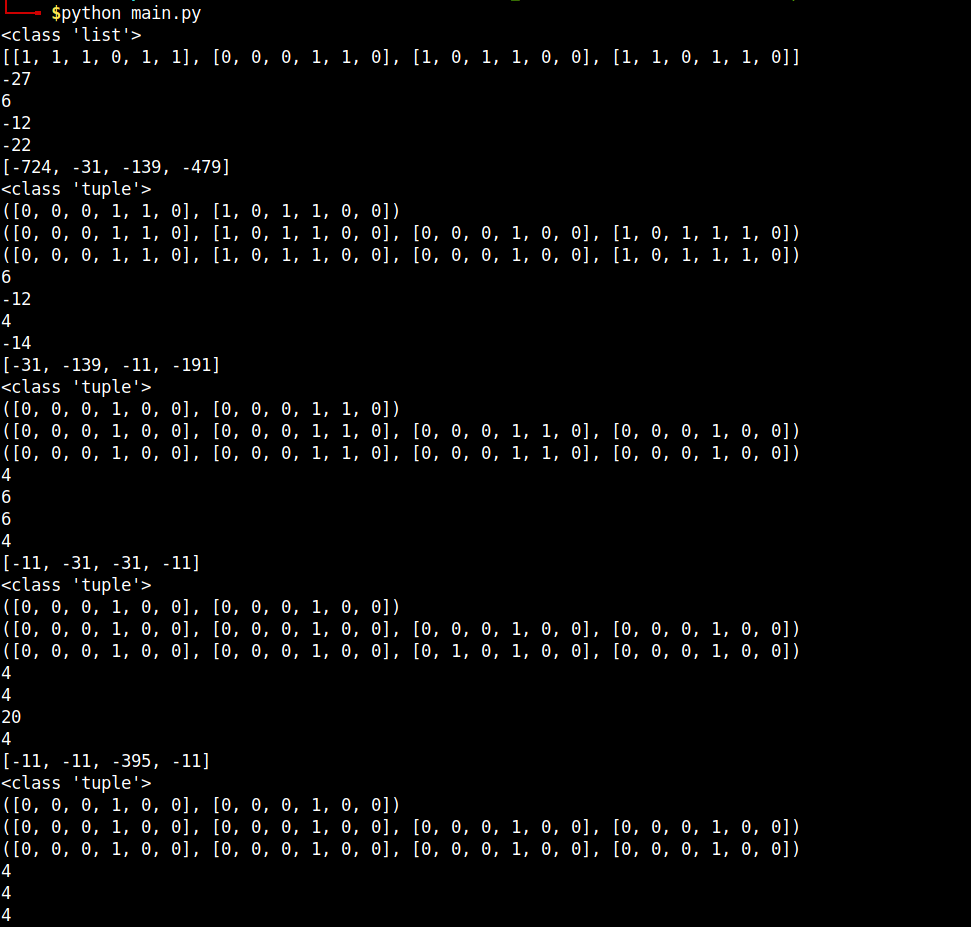 $python main.py
<class 'list'>
[[1, 1, 1, 0, 1, 1], [0, 0, 0, 1, 1, 0], [1, 0, 1, 1, 0, 0], [1, 1, 0, 1, 1, 0]]
-27
6
-12
-22
[-724, -31, -139, -479]
<class 'tuple'>
([0, 0, 0, 1, 1, 0], [1, 0, 1, 1, 0, 0])
([0, 0, 0, 1, 1, 0], [1, 0, 1, 1, 0, 0], [0, 0, 0, 1, 0, 0], [1, 0, 1, 1, 1, 0])
([0, 0, 0, 1, 1, 0], [1, 0, 1, 1, 0, 0], [0, 0, 0, 1, 0, 0], [1, 0, 1, 1, 1, 0])
6
-12
4
-14
[-31, -139, -11, -191]
<class 'tuple'>
([0, 0, 0, 1, 0, 0], [0, 0, 0, 1, 1, 0])
([0, 0, 0, 1, 0, 0], [0, 0, 0, 1, 1, 0], [0, 0, 0, 1, 1, 0], [0, 0, 0, 1, 0, 0])
([0, 0, 0, 1, 0, 0], [0, 0, 0, 1, 1, 0], [0, 0, 0, 1, 1, 0], [0, 0, 0, 1, 0, 0])
4
6
6
4
[-11, -31, -31, -11]
<class 'tuple'>
([0, 0, 0, 1, 0, 0], [0, 0, 0, 1, 0, 0])
([0, 0, 0, 1, 0, 0], [0, 0, 0, 1, 0, 0], [0, 0, 0, 1, 0, 0], [0, 0, 0, 1, 0, 0])
([0, 0, 0, 1, 0, 0], [0, 0, 0, 1, 0, 0], [0, 1, 0, 1, 0, 0], [0, 0, 0, 1, 0, 0])
4
4
20
4
[-11, -11, -395, -11]
<class 'tuple'>
([0, 0, 0, 1, 0, 0], [0, 0, 0, 1, 0, 0])
([0, 0, 0, 1, 0, 0], [0, 0, 0, 1, 0, 0], [0, 0, 0, 1, 0, 0], [0, 0, 0, 1, 0, 0])
([0, 0, 0, 1, 0, 0], [0, 0, 0, 1, 0, 0], [0, 0, 0, 1, 0, 0], [0, 0, 0, 1, 0, 0])
4
4
4